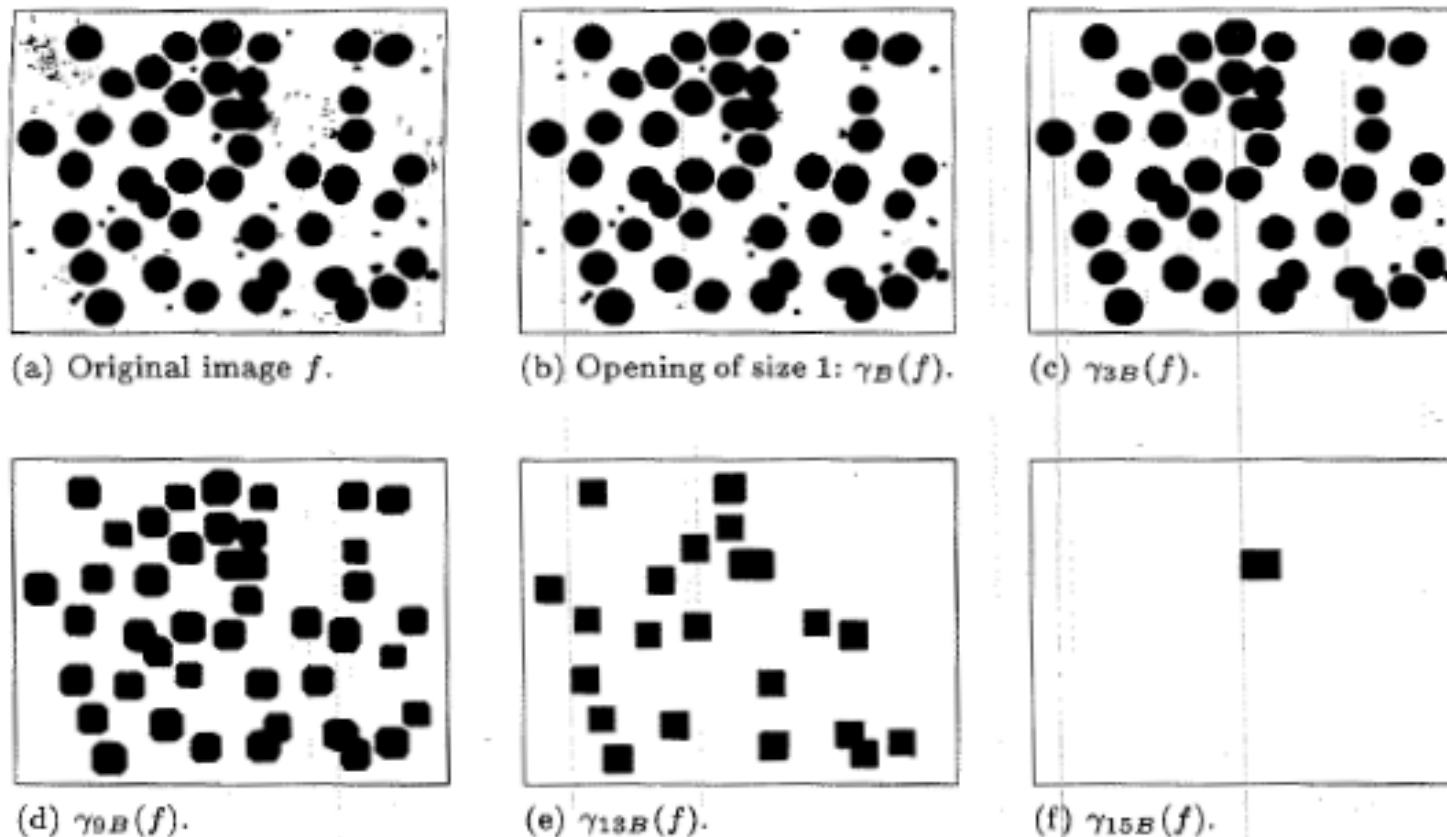 (a) Original image f.
(b) Opening of size 1: γB(f).
(c) γ3B(f).
(d) γ9B(f).
(e) γ13B(f).
(f) γ15B(f).